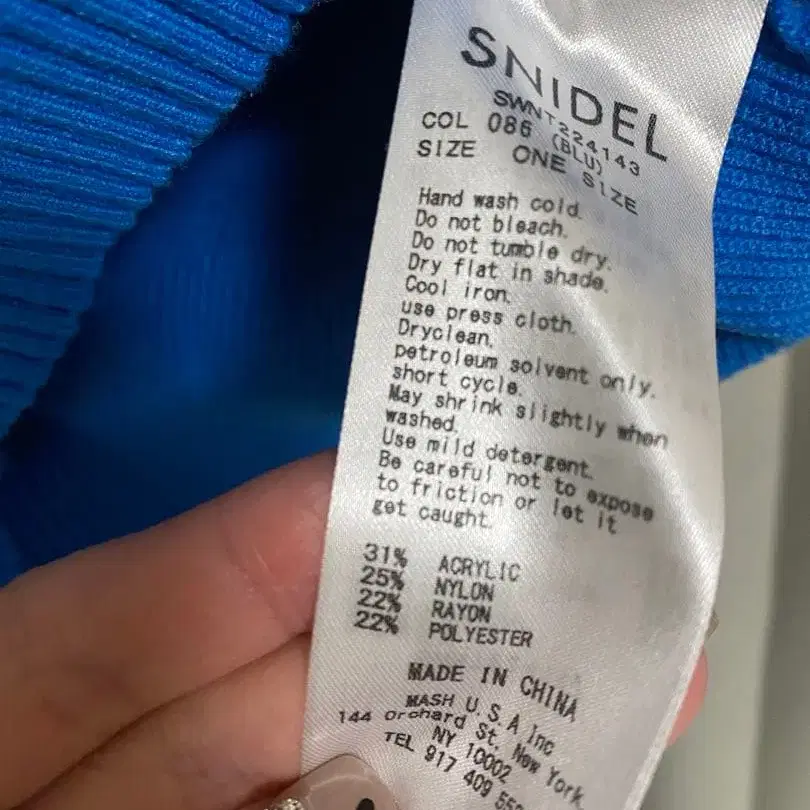 SNIDEL
SWNT224143
COL 086 (BLU)
SIZE ONE SIZE
Hand wash cold.
Do not bleach.
Do not tumble dry.
Dry flat in shade.
Cool iron,
use press cloth.
Dryclean,
petroleum solvent only.
short cycle.
May shrink slightly when
washed.
Use mild detergent.
Be careful not to expose
to friction or let it
get caught.
31% ACRYLIC
25% NYLON
22% RAYON
22% POLYESTER
MADE IN CHINA
MASH U.S.A Inc
144 Orchard St. New York,
NY 10002
TEL 917 409